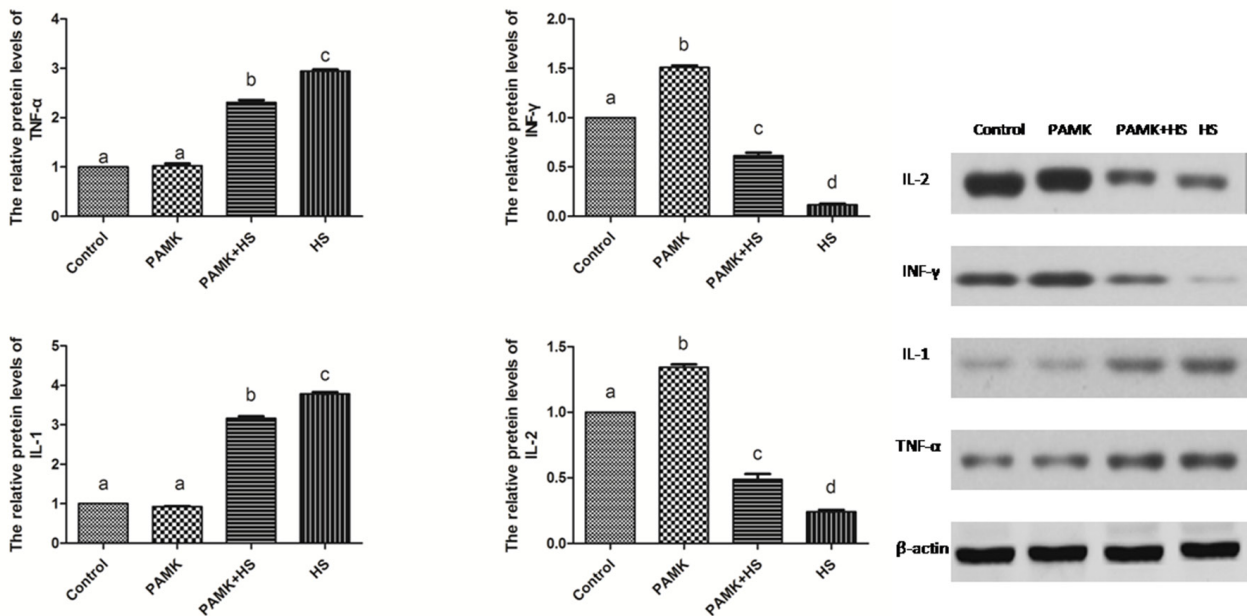 The relative pretein levels of
TNF-α
4
3
2
1
0
a
a
b
c
Control
PAMK
PAMK+HS
HS
The relative pretein levels of
INF-γ
2.0
1.5
1.0
0.5
0.0
a
b
c
d
Control
PAMK
PAMK+HS
HS
The relative pretein levels of
IL-1
5
4
3
2
1
0
a
a
b
c
Control
PAMK
PAMK+HS
HS
The relative pretein levels of
IL-2
1.5
1.0
0.5
0.0
a
b
c
d
Control
PAMK
PAMK+HS
HS
Control PAMK PAMK+HS HS
IL-2
INF-γ
IL-1
TNF-α
β-actin